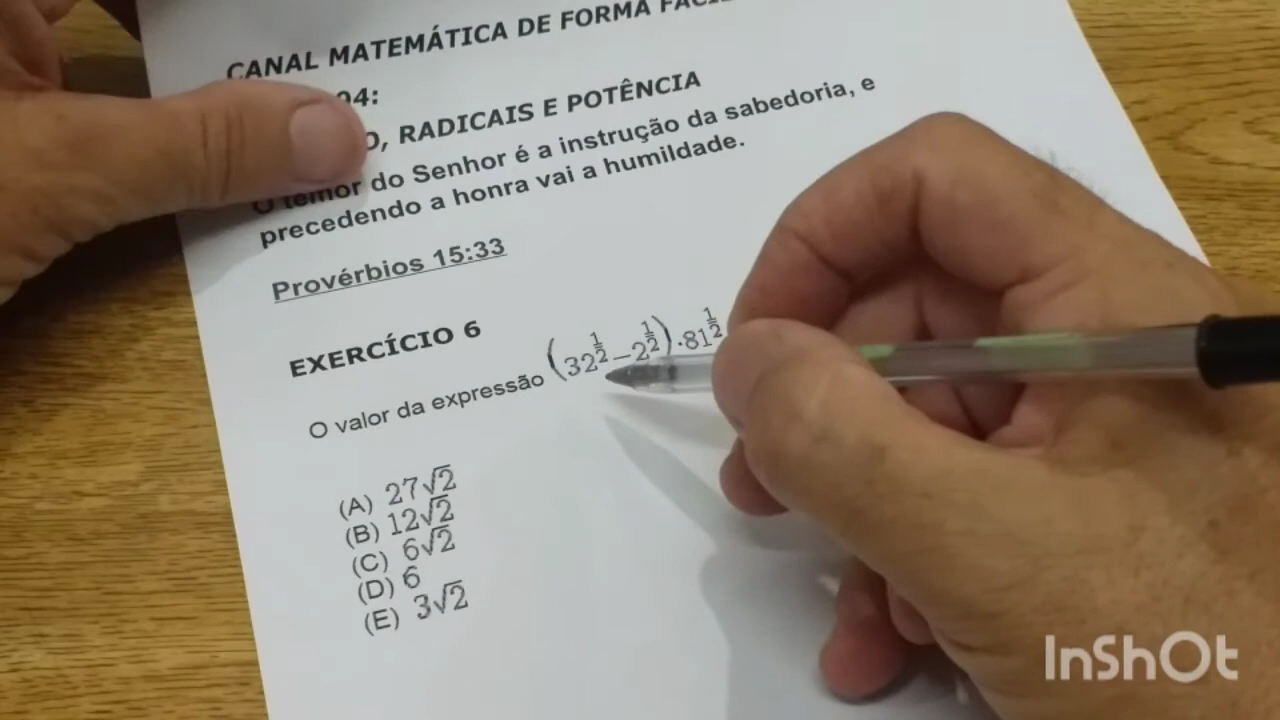 CANAL MATEMÁTICA DE FORMA
04:
RADICAIS E POTÊNCIA
O temor do Senhor é a instrução da sabedoria, e
precedendo a honra vai a humildade.
Provérbios 15:33
EXERCÍCIO 6
O valor da expressão (32^{1/2} − 2^{1/2}) · 81^{1/2}
(A) 27√2
(B) 12√2
(C) 6√2
(D) 6
(E) 3√2
InShOt